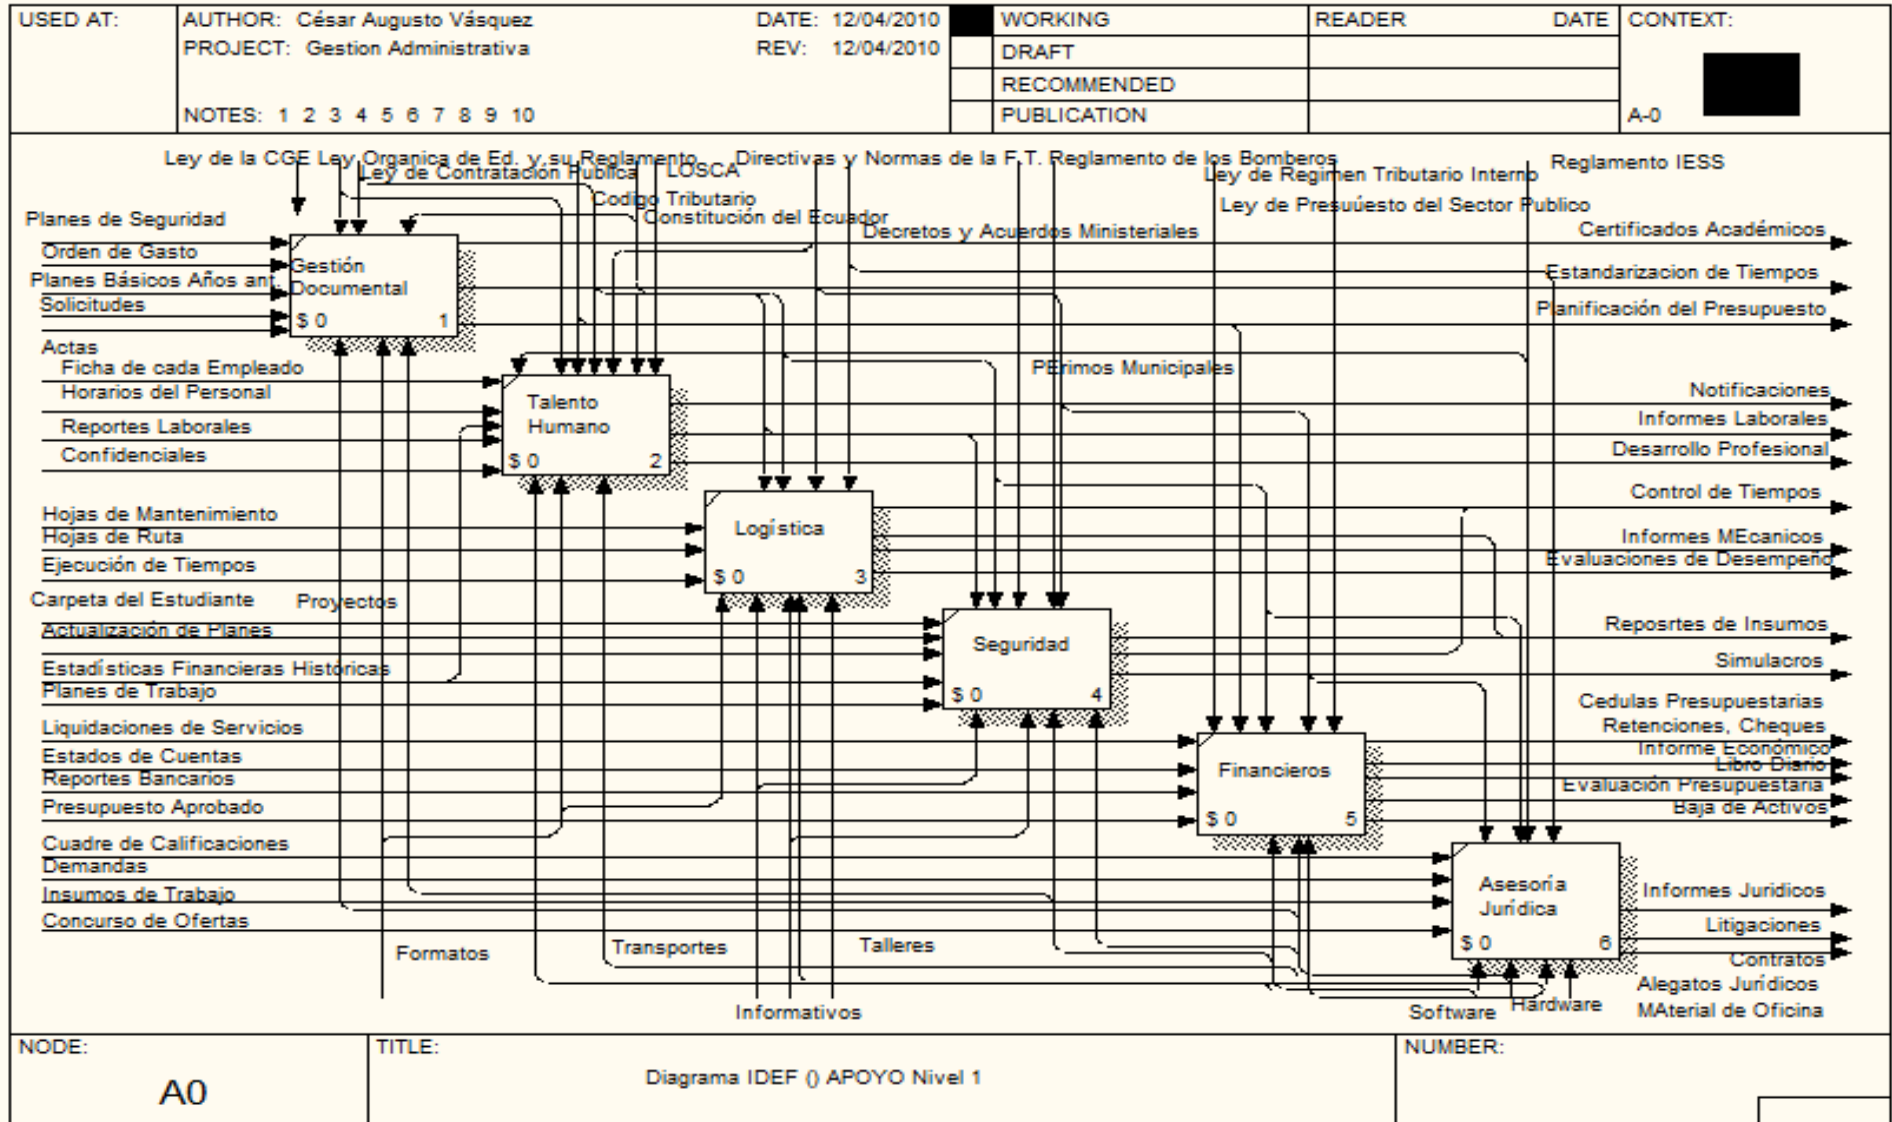 USED AT:
AUTHOR: César Augusto Vásquez
DATE: 12/04/2010
WORKING
READER
DATE
CONTEXT:
PROJECT: Gestion Administrativa
REV: 12/04/2010
DRAFT
RECOMMENDED
NOTES: 1 2 3 4 5 6 7 8 9 10
PUBLICATION
A-0
Ley de la CGE
Ley Organica de Ed. y su Reglamento
Directivas y Normas de la F.T.
Reglamento de los Bomberos
Reglamento IESS
Ley de Contratación Publica
LOSCA
Ley de Regimen Tributario Interno
Codigo Tributario
Ley de Presuúesto del Sector Publico
Planes de Seguridad
Constitución del Ecuador
Decretos y Acuerdos Ministeriales
Certificados Académicos
Orden de Gasto
Gestión
Documental
$ 0
1
Estandarizacion de Tiempos
Planes Básicos Años ant.
Solicitudes
Planificación del Presupuesto
Actas
Ficha de cada Empleado
PErimos Municipales
Horarios del Personal
Notificaciones
Talento
Humano
$ 0
2
Reportes Laborales
Informes Laborales
Confidenciales
Desarrollo Profesional
Control de Tiempos
Hojas de Mantenimiento
Logística
$ 0
3
Hojas de Ruta
Informes MEcanicos
Ejecución de Tiempos
Evaluaciones de Desempeño
Carpeta del Estudiante
Proyectos
Actualización de Planes
Reposrtes de Insumos
Seguridad
$ 0
4
Estadísticas Financieras Históricas
Simulacros
Planes de Trabajo
Cedulas Presupuestarias
Liquidaciones de Servicios
Retenciones, Cheques
Estados de Cuentas
Informe Económico
Financieros
$ 0
5
Libro Diario
Reportes Bancarios
Evaluación Presupuestaria
Presupuesto Aprobado
Baja de Activos
Cuadre de Calificaciones
Demandas
Asesoría
Jurídica
$ 0
6
Insumos de Trabajo
Informes Juridicos
Concurso de Ofertas
Litigaciones
Formatos
Transportes
Talleres
Contratos
Alegatos Jurídicos
Informativos
Software
Hardware
MAterial de Oficina
NODE:
A0
TITLE:
Diagrama IDEF () APOYO Nivel 1
NUMBER: